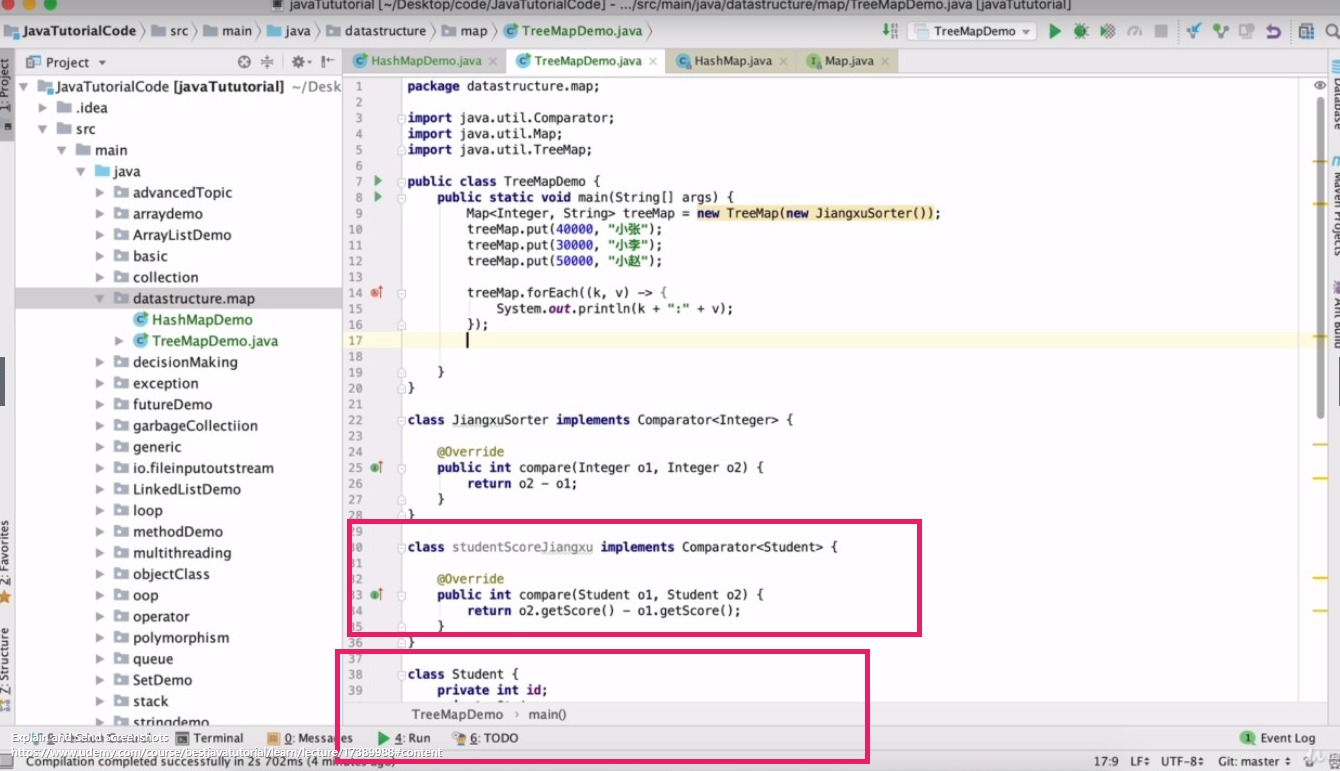 javaTututorial [~/Desktop/code/JavaTutorialCode] - .../src/main/java/datastructure/map/TreeMapDemo.java [javaTututorial]
JavaTutorialCode src main java datastructure map TreeMapDemo.java TreeMapDemo
Project HashMapDemo.java TreeMapDemo.java HashMap.java Map.java
1: Project
JavaTutorialCode [javaTututorial] ~/Desk
.idea
src
main
java
advancedTopic
arraydemo
ArrayListDemo
basic
collection
datastructure.map
HashMapDemo
TreeMapDemo.java
decisionMaking
exception
futureDemo
garbageCollectiion
generic
io.fileinputoutstream
LinkedListDemo
loop
methodDemo
multithreading
objectClass
oop
operator
polymorphism
queue
SetDemo
stack
stringdemo
2: Favorites
Z: Structure
1 package datastructure.map;
2
3 import java.util.Comparator;
4 import java.util.Map;
5 import java.util.TreeMap;
6
7 public class TreeMapDemo {
8 public static void main(String[] args) {
9 Map<Integer, String> treeMap = new TreeMap(new JiangxuSorter());
10 treeMap.put(40000, "小张");
11 treeMap.put(30000, "小李");
12 treeMap.put(50000, "小赵");
13
14 treeMap.forEach((k, v) -> {
15 System.out.println(k + ":" + v);
16 });
17
18
19 }
20 }
21
22 class JiangxuSorter implements Comparator<Integer> {
23
24 @Override
25 public int compare(Integer o1, Integer o2) {
26 return o2 - o1;
27 }
28 }
29
30 class studentScoreJiangxu implements Comparator<Student> {
31
32 @Override
33 public int compare(Student o1, Student o2) {
34 return o2.getScore() - o1.getScore();
35 }
36 }
37
38 class Student {
39 private int id;
TreeMapDemo › main()
Database
Maven Projects
Ant Build
Explain and Send Screenshots Terminal 0: Messages 4: Run 6: TODO 1 Event Log
https://www.udemy.com/course/bestjavatutorial/learn/lecture/17389988#content
Compilation completed successfully in 2s 702ms (4 minutes ago) 17:9 LF÷ UTF-8÷ Git: master ÷